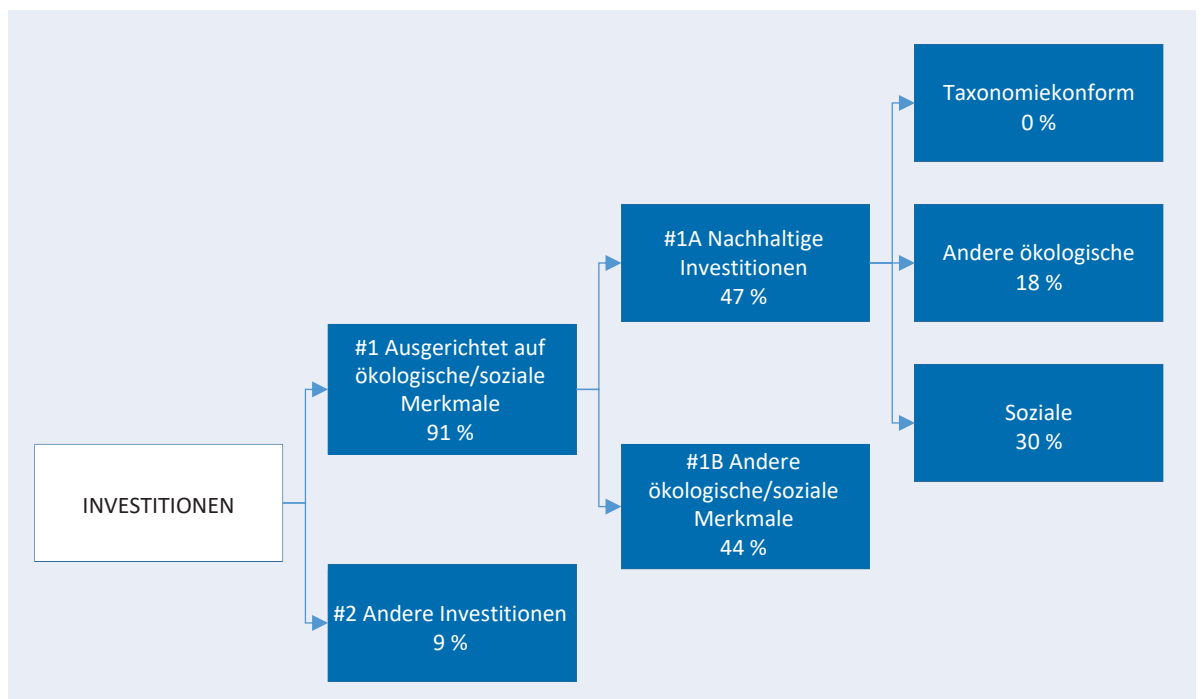 INVESTITIONEN
#1 Ausgerichtet auf
ökologische/soziale
Merkmale
91 %
#2 Andere Investitionen
9 %
#1A Nachhaltige
Investitionen
47 %
#1B Andere
ökologische/soziale
Merkmale
44 %
Taxonomiekonform
0 %
Andere ökologische
18 %
Soziale
30 %